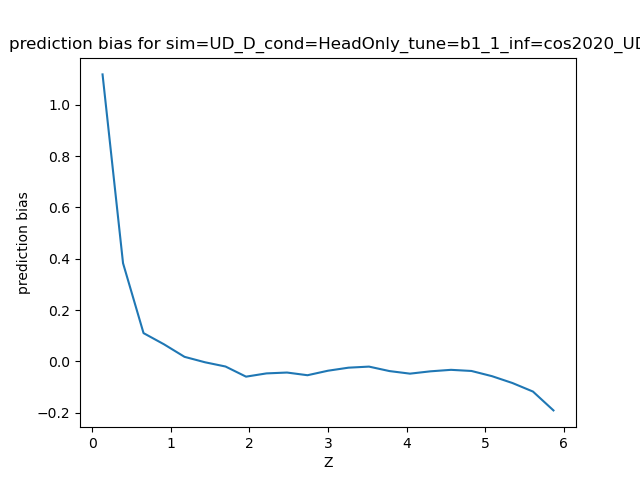 prediction bias for sim=UD_D_cond=HeadOnly_tune=b1_1_inf=cos2020_UD
1.0
0.8
0.6
0.4
0.2
0.0
−0.2
prediction bias
0 1 2 3 4 5 6
Z